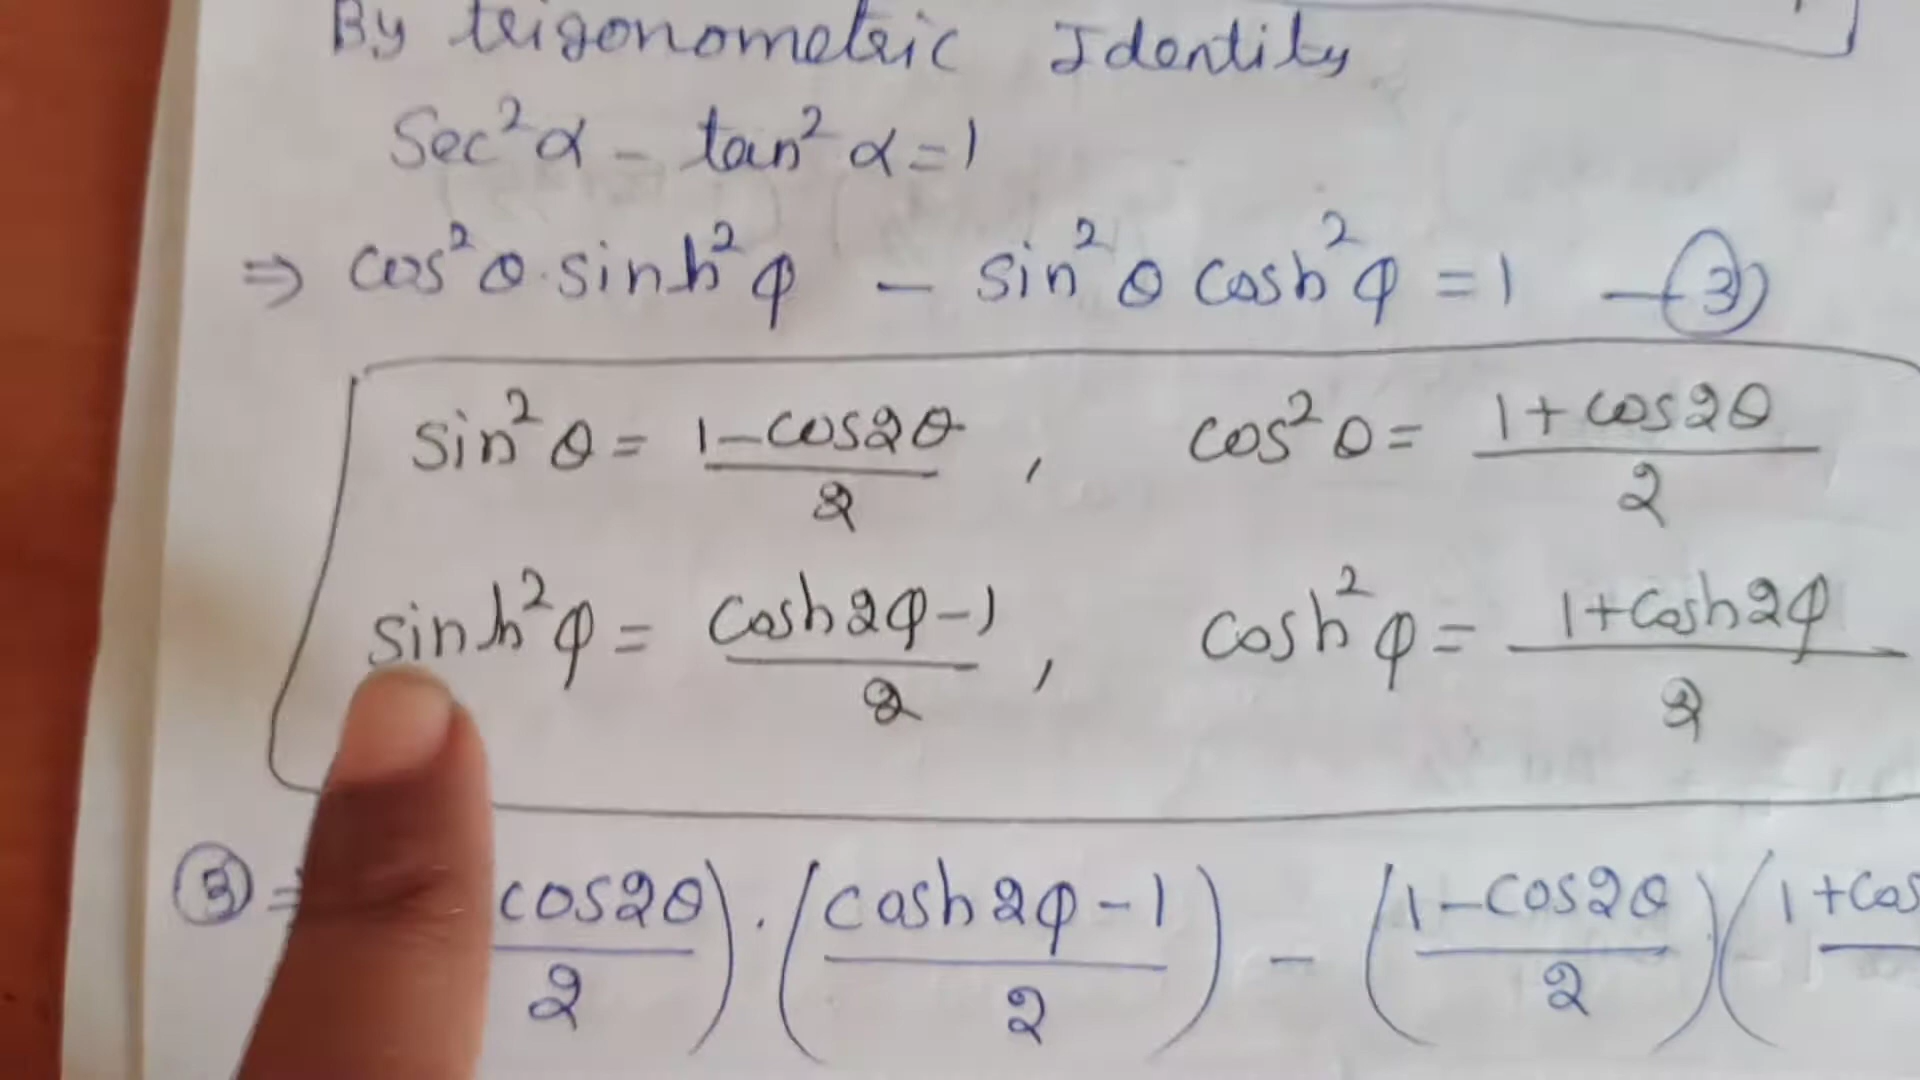 By trigonometric Identity
Sec²α - tan²α = 1
⇒ cos²θ · sinh²φ - sin²θ cosh²φ = 1 — ③
sin²θ = (1 - cos2θ)/2 , cos²θ = (1 + cos2θ)/2
sinh²φ = (cosh2φ - 1)/2 , cosh²φ = (1 + cosh2φ)/2
③ ⇒ cos2θ/2) · ((cosh2φ - 1)/2) - ((1 - cos2θ)/2)(1 + cos